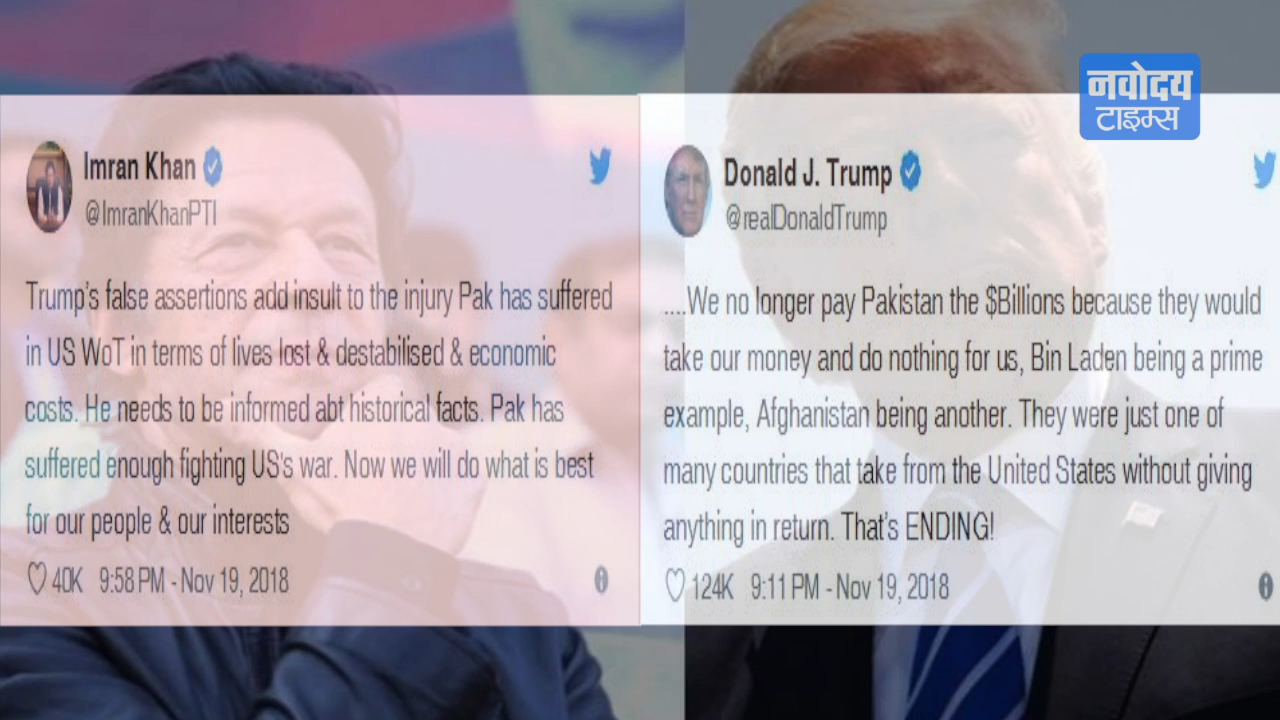 नवोदय
टाइम्स
Imran Khan
@ImranKhanPTI
Trump's false assertions add insult to the injury Pak has suffered
in US WoT in terms of lives lost & destabilised & economic
costs. He needs to be informed abt historical facts. Pak has
suffered enough fighting US's war. Now we will do what is best
for our people & our interests
40K 9:58 PM - Nov 19, 2018
Donald J. Trump
@realDonaldTrump
....We no longer pay Pakistan the $Billions because they would
take our money and do nothing for us, Bin Laden being a prime
example, Afghanistan being another. They were just one of
many countries that take from the United States without giving
anything in return. That's ENDING!
124K 9:11 PM - Nov 19, 2018